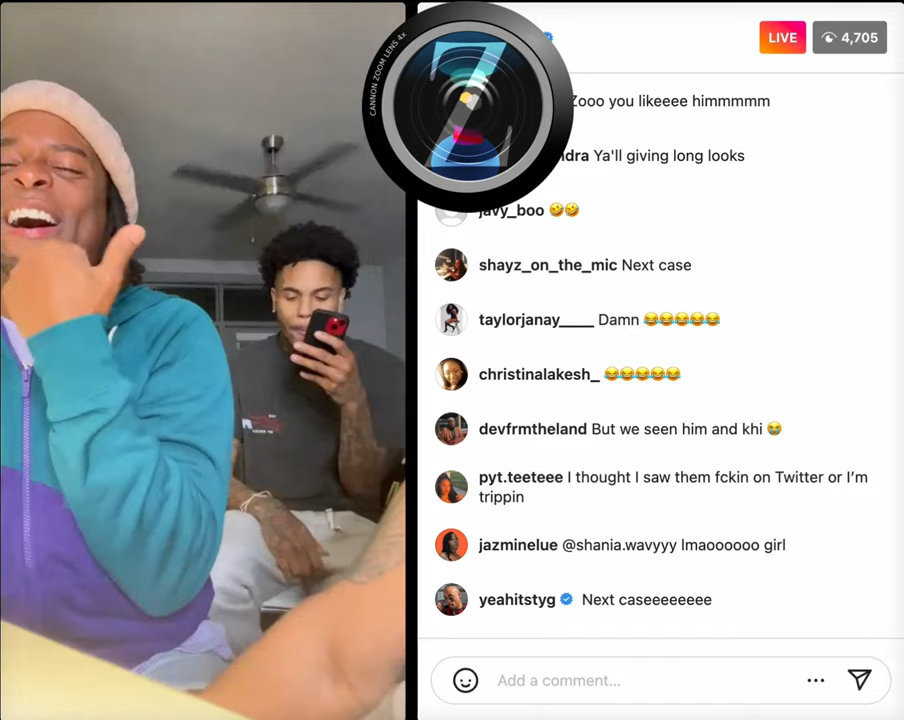 CANNON ZOOM LENS 4x
LIVE
4,705
Zooo you likeeee himmmmm
dra Ya'll giving long looks
javy_boo 🤣🤣
shayz_on_the_mic Next case
taylorjanay____ Damn 😂😂😂😂😂
christinalakesh_ 😂😂😂😂😂
devfrmtheland But we seen him and khi 😭
pyt.teeteee I thought I saw them fckin on Twitter or I’m
trippin
jazminelue @shania.wavyyy lmaoooooo girl
yeahitstyg Next caseeeeeeee
Add a comment...